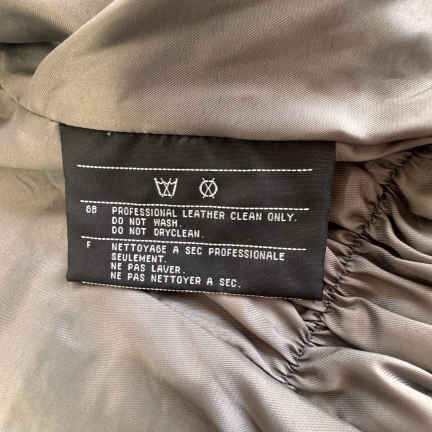 GB PROFESSIONAL LEATHER CLEAN ONLY.
DO NOT WASH.
DO NOT DRYCLEAN.
F NETTOYAGE A SEC PROFESSIONALE
SEULEMENT.
NE PAS LAVER.
NE PAS NETTOYER A SEC.